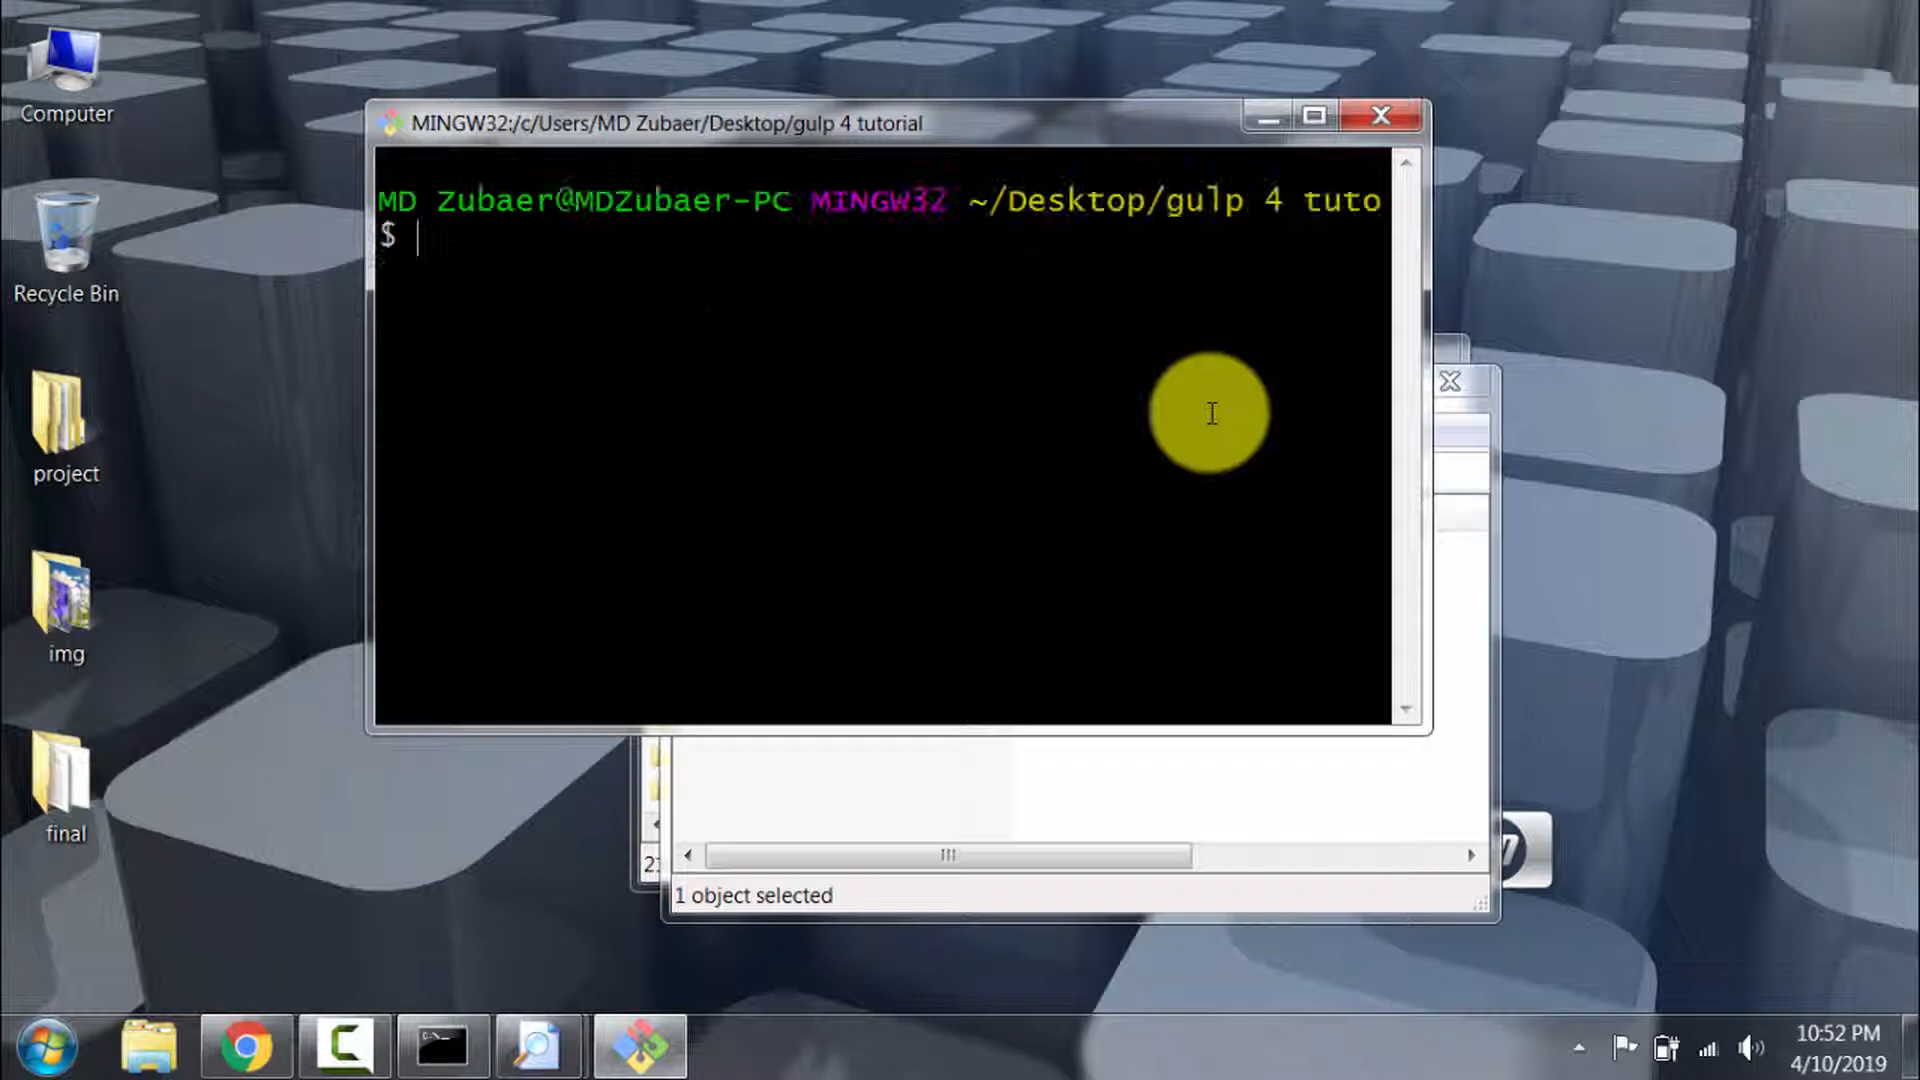 Computer
Recycle Bin
project
img
final
MINGW32:/c/Users/MD Zubaer/Desktop/gulp 4 tutorial
MD Zubaer@MDZubaer-PC MINGW32 ~/Desktop/gulp 4 tuto
$
1 object selected
C:\_
10:52 PM
4/10/2019